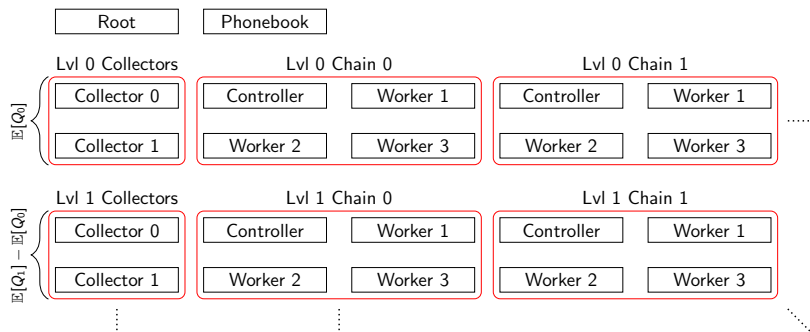 Root Phonebook
Lvl 0 Collectors Lvl 0 Chain 0 Lvl 0 Chain 1
𝔼[Q₀]
Collector 0 Controller Worker 1 Controller Worker 1
Collector 1 Worker 2 Worker 3 Worker 2 Worker 3
Lvl 1 Collectors Lvl 1 Chain 0 Lvl 1 Chain 1
𝔼[Q₁] − 𝔼[Q₀]
Collector 0 Controller Worker 1 Controller Worker 1
Collector 1 Worker 2 Worker 3 Worker 2 Worker 3